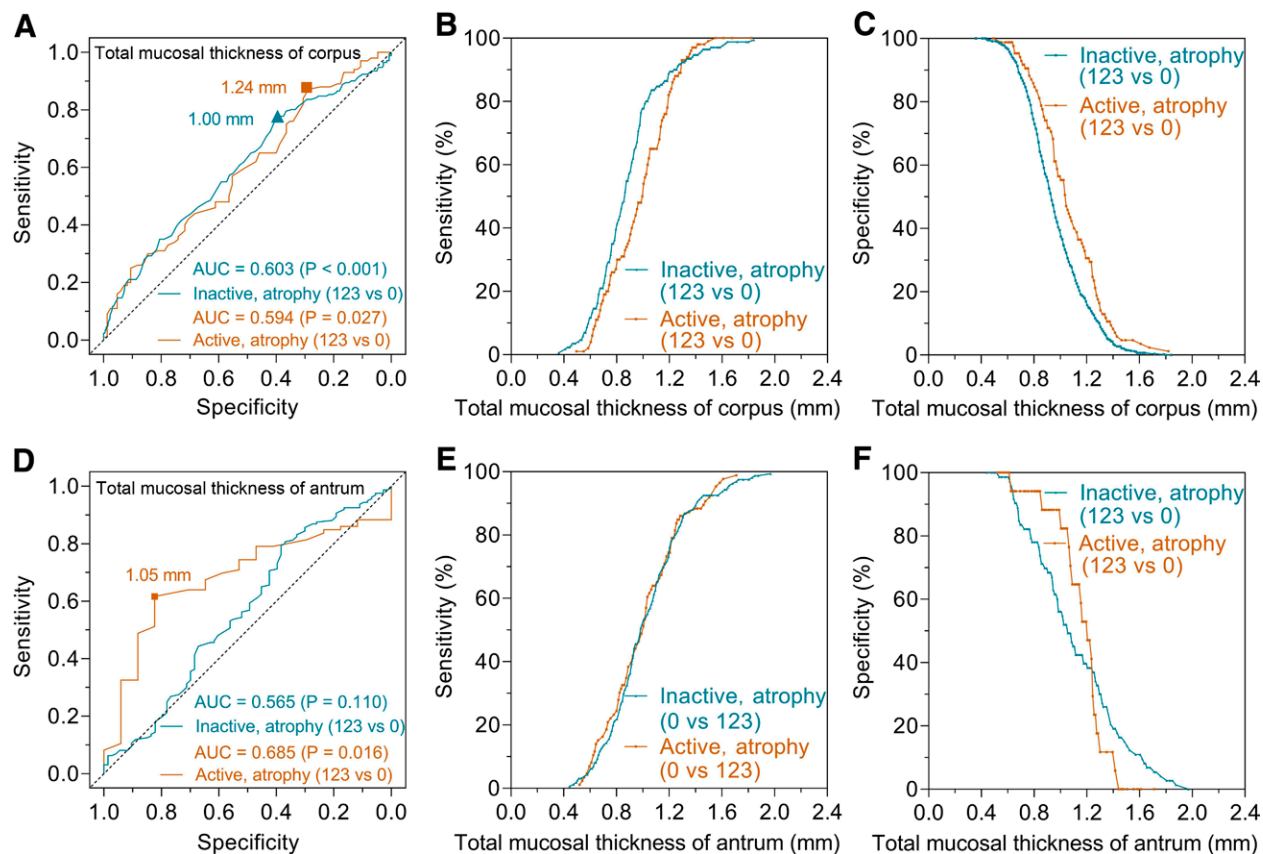 A
Total mucosal thickness of corpus
1.24 mm
1.00 mm
AUC = 0.603 (P < 0.001)
Inactive, atrophy (123 vs 0)
AUC = 0.594 (P = 0.027)
Active, atrophy (123 vs 0)
Sensitivity
1.0
0.8
0.6
0.4
0.2
0.0
1.0 0.8 0.6 0.4 0.2 0.0
Specificity
B
Sensitivity (%)
100
80
60
40
20
0
Inactive, atrophy
(123 vs 0)
Active, atrophy
(123 vs 0)
0.0 0.4 0.8 1.2 1.6 2.0 2.4
Total mucosal thickness of corpus (mm)
C
Specificity (%)
100
80
60
40
20
0
Inactive, atrophy
(123 vs 0)
Active, atrophy
(123 vs 0)
0.0 0.4 0.8 1.2 1.6 2.0 2.4
Total mucosal thickness of corpus (mm)
D
Total mucosal thickness of antrum
1.05 mm
AUC = 0.565 (P = 0.110)
Inactive, atrophy (123 vs 0)
AUC = 0.685 (P = 0.016)
Active, atrophy (123 vs 0)
Sensitivity
1.0
0.8
0.6
0.4
0.2
0.0
1.0 0.8 0.6 0.4 0.2 0.0
Specificity
E
Sensitivity (%)
100
80
60
40
20
0
Inactive, atrophy
(0 vs 123)
Active, atrophy
(0 vs 123)
0.0 0.4 0.8 1.2 1.6 2.0 2.4
Total mucosal thickness of antrum (mm)
F
Specificity (%)
100
80
60
40
20
0
Inactive, atrophy
(123 vs 0)
Active, atrophy
(123 vs 0)
0.0 0.4 0.8 1.2 1.6 2.0 2.4
Total mucosal thickness of antrum (mm)